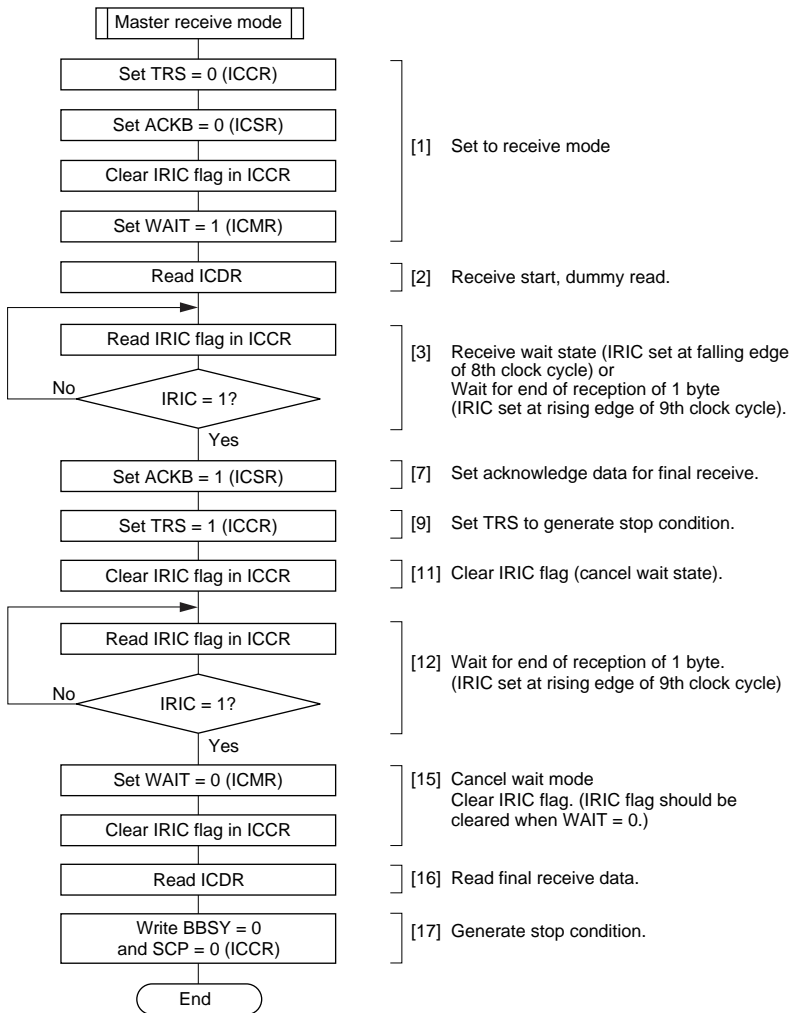 Master receive mode
Set TRS = 0 (ICCR)
Set ACKB = 0 (ICSR)
[1] Set to receive mode
Clear IRIC flag in ICCR
Set WAIT = 1 (ICMR)
Read ICDR
[2] Receive start, dummy read.
Read IRIC flag in ICCR
[3] Receive wait state (IRIC set at falling edge
of 8th clock cycle) or
Wait for end of reception of 1 byte
(IRIC set at rising edge of 9th clock cycle).
No
IRIC = 1?
Yes
Set ACKB = 1 (ICSR)
[7] Set acknowledge data for final receive.
Set TRS = 1 (ICCR)
[9] Set TRS to generate stop condition.
Clear IRIC flag in ICCR
[11] Clear IRIC flag (cancel wait state).
Read IRIC flag in ICCR
[12] Wait for end of reception of 1 byte.
(IRIC set at rising edge of 9th clock cycle)
No
IRIC = 1?
Yes
Set WAIT = 0 (ICMR)
[15] Cancel wait mode
Clear IRIC flag. (IRIC flag should be
cleared when WAIT = 0.)
Clear IRIC flag in ICCR
Read ICDR
[16] Read final receive data.
Write BBSY = 0
and SCP = 0 (ICCR)
[17] Generate stop condition.
End